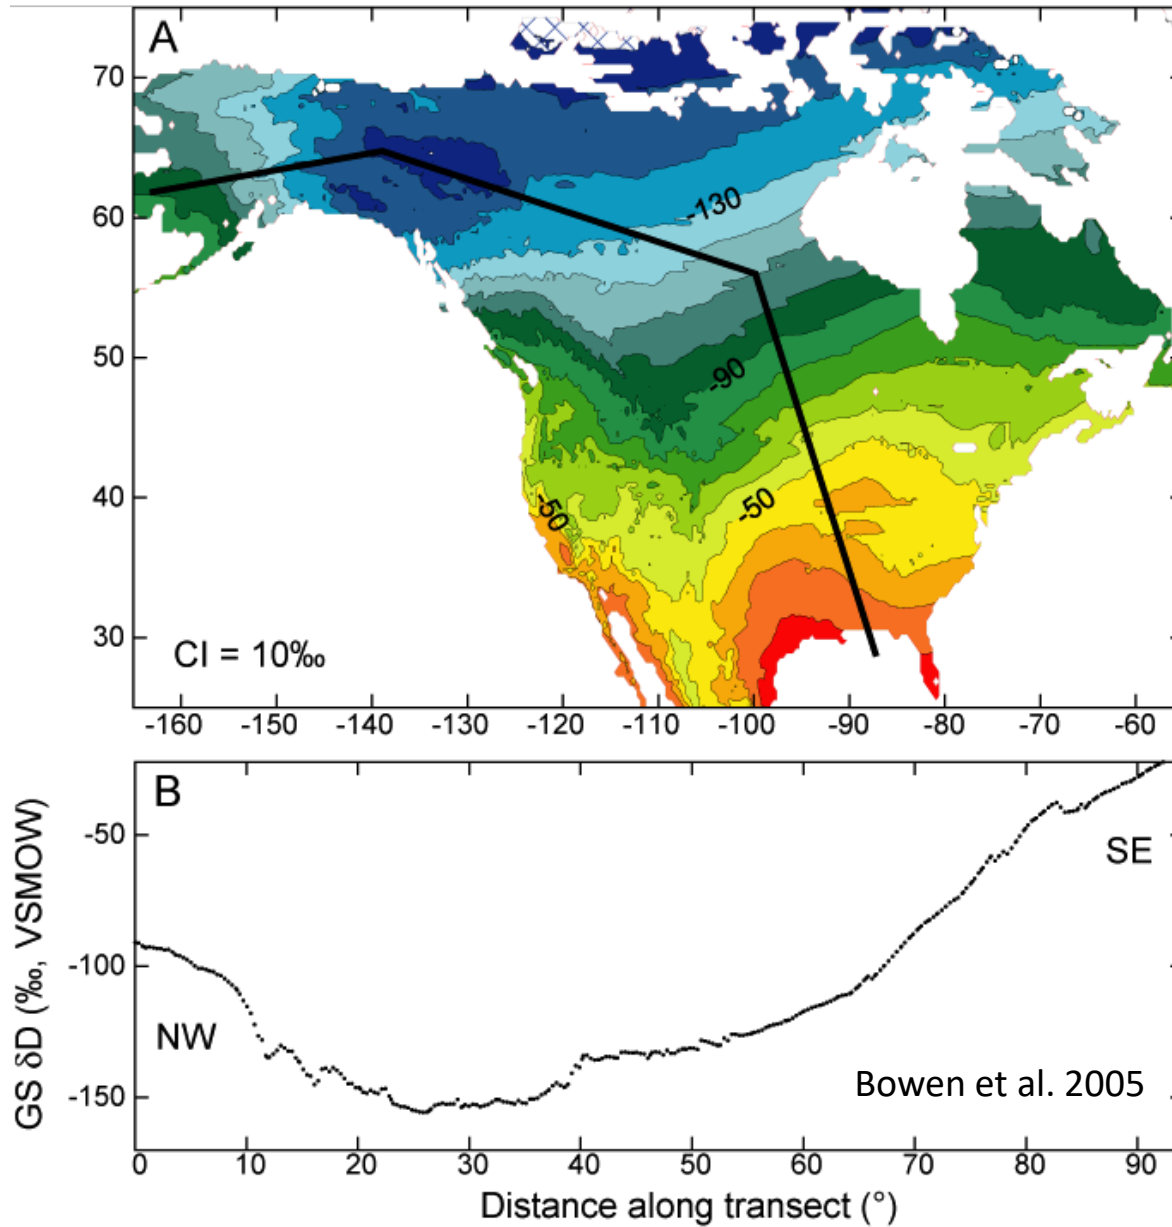 A
70
60
50
40
30
-130
-90
-50
-50
CI = 10‰
-160 -150 -140 -130 -120 -110 -100 -90 -80 -70 -60
B
GS δD (‰, VSMOW)
-50
-100
-150
NW
SE
Bowen et al. 2005
0 10 20 30 40 50 60 70 80 90
Distance along transect (°)